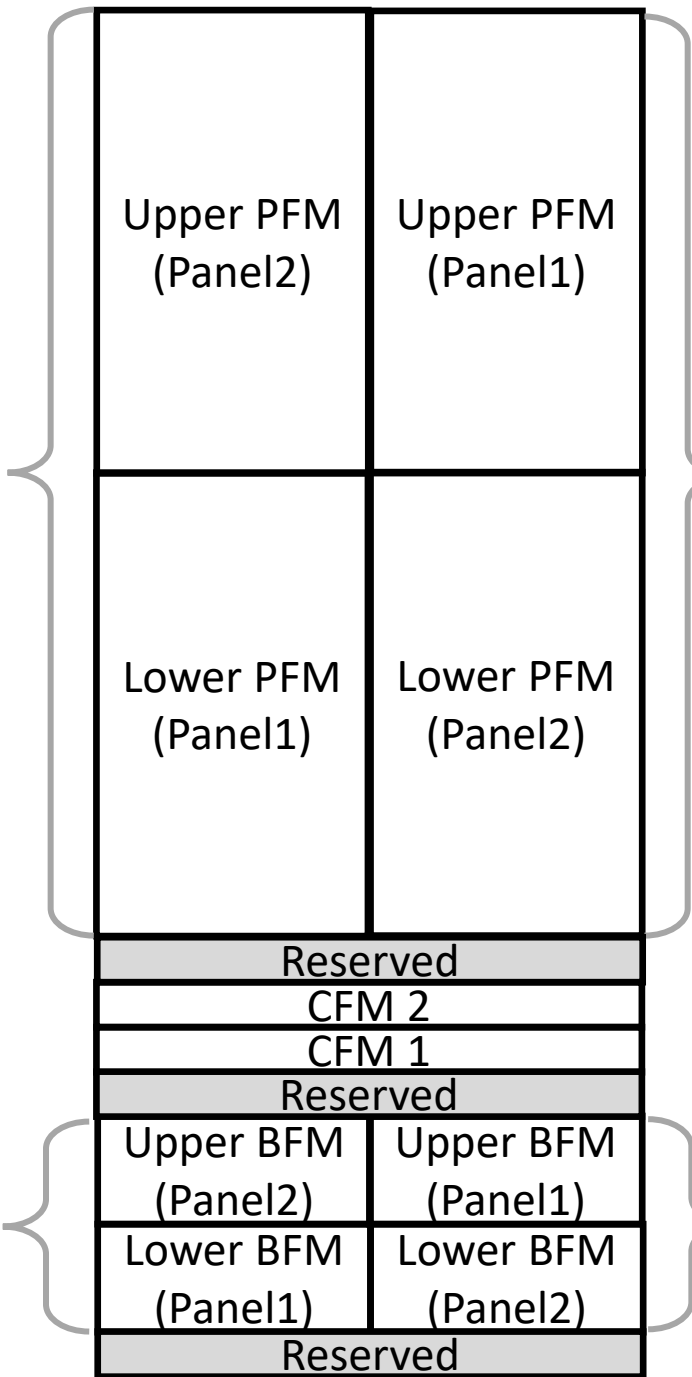 Upper PFM
(Panel2)
Upper PFM
(Panel1)
Lower PFM
(Panel1)
Lower PFM
(Panel2)
Reserved
CFM 2
CFM 1
Reserved
Upper BFM
(Panel2)
Upper BFM
(Panel1)
Lower BFM
(Panel1)
Lower BFM
(Panel2)
Reserved